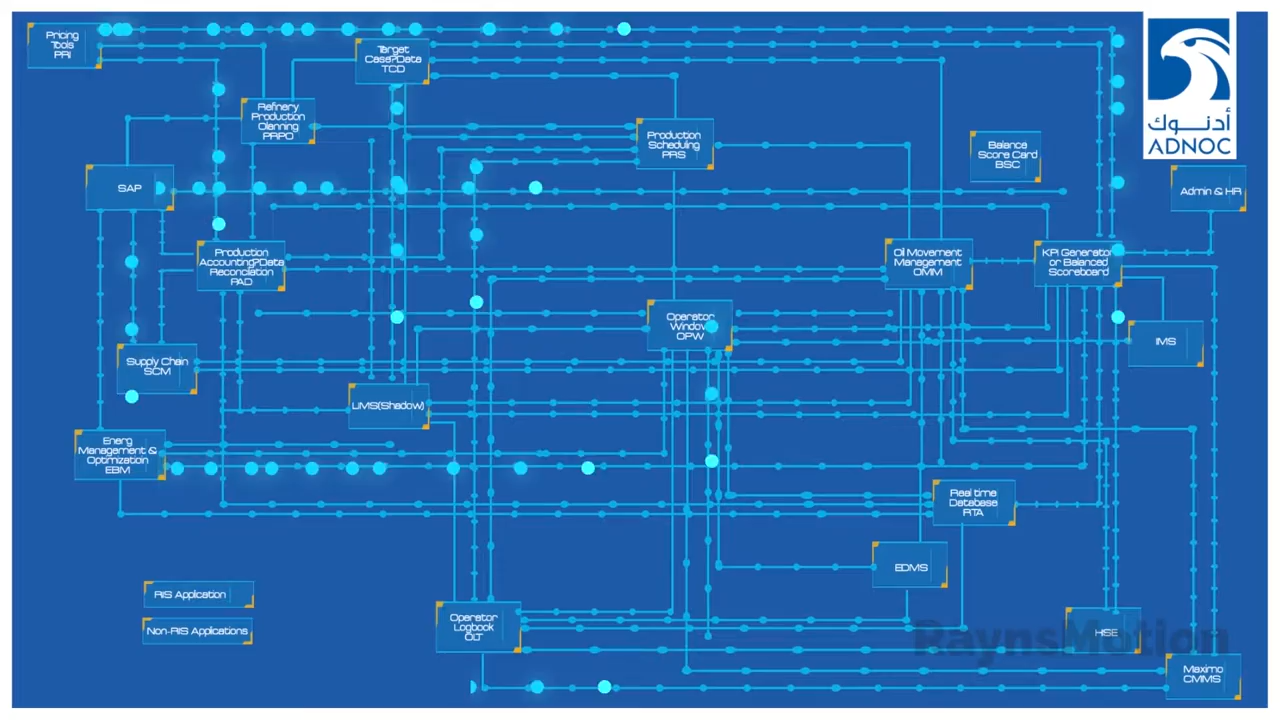 Pricing
Tools
PRI
Target
Case?Data
TCD
Refinery
Production
Clenning
PRPO
Production
Scheduling
PRS
Balance
Score Card
BSC
أدنـــوك
ADNOC
SAP
Admin & HR
Production
Accounting?Data
Reconciation
PAD
Oil Movement
Management
OMM
KPI Generator
or Balanced
Scoreboard
Operator
Window
OPW
IMS
Supply Chain
SCM
LIMS(Shadow)
Energ
Management &
Optimization
EBM
Real time
Database
RTA
EDMS
RIS Application
Non-RIS Applications
Operator
Logbook
OLT
HSE
RaynsMotion
Maximo
CMMS